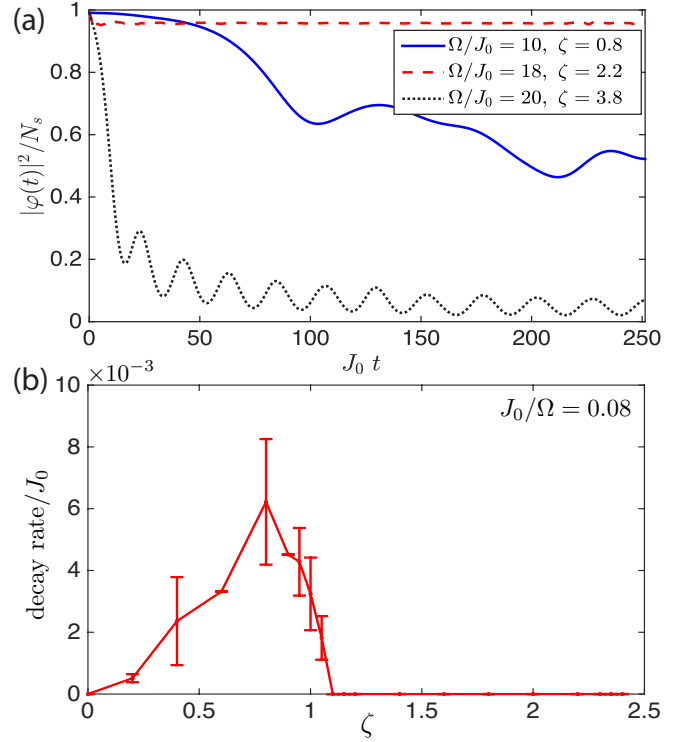 (a)
1
0.8
0.6
0.4
0.2
0
|φ(t)|²/Nₛ
Ω/J₀ = 10, ζ = 0.8
Ω/J₀ = 18, ζ = 2.2
Ω/J₀ = 20, ζ = 3.8
0 50 100 150 200 250
J₀ t
(b)
×10⁻³
10
8
6
4
2
0
decay rate/J₀
J₀/Ω = 0.08
0 0.5 1 1.5 2 2.5
ζ